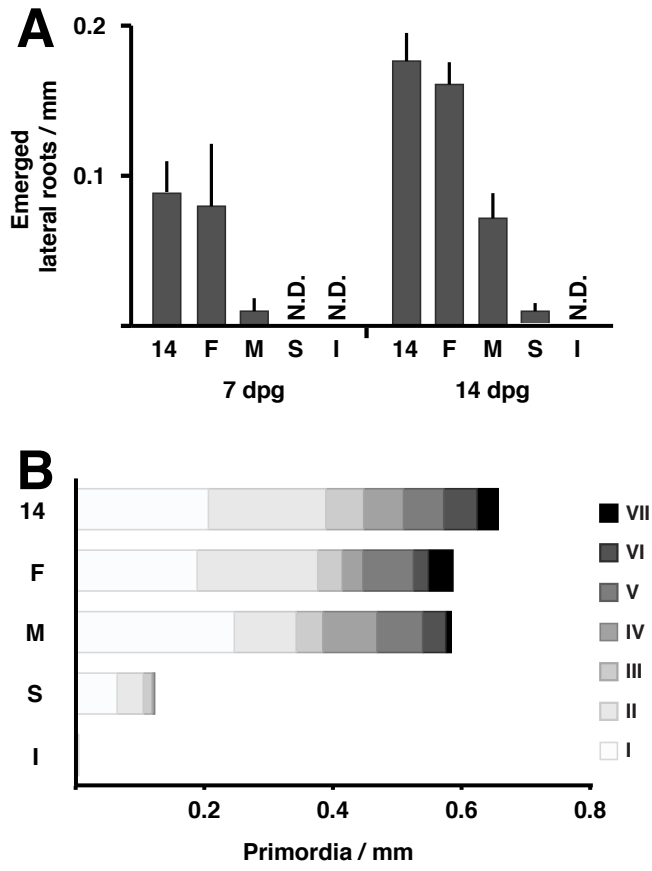 A
0.2
0.1
Emerged
lateral roots / mm
N.D. N.D. N.D.
14 F M S I 14 F M S I
7 dpg 14 dpg
B
14
F
M
S
I
VII
VI
V
IV
III
II
I
0.2 0.4 0.6 0.8
Primordia / mm